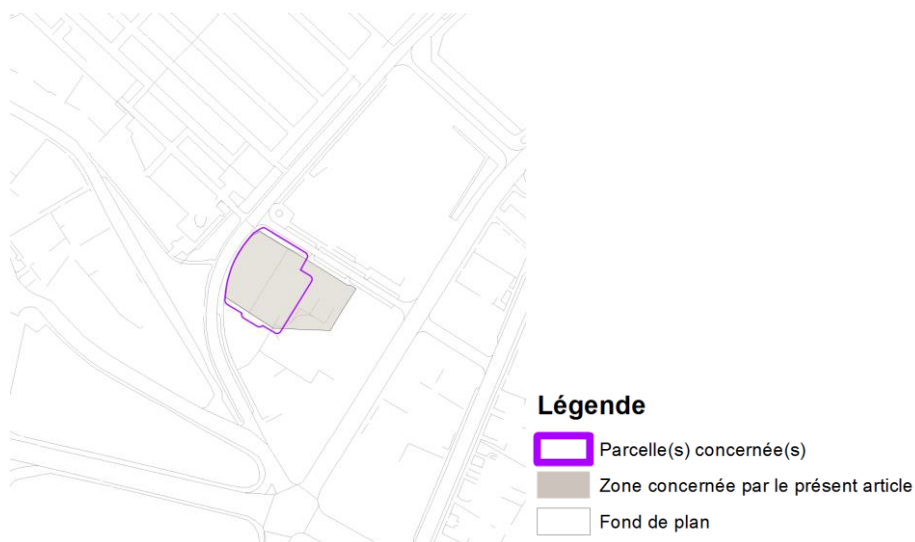 Légende
Parcelle(s) concernée(s)
Zone concernée par le présent article
Fond de plan